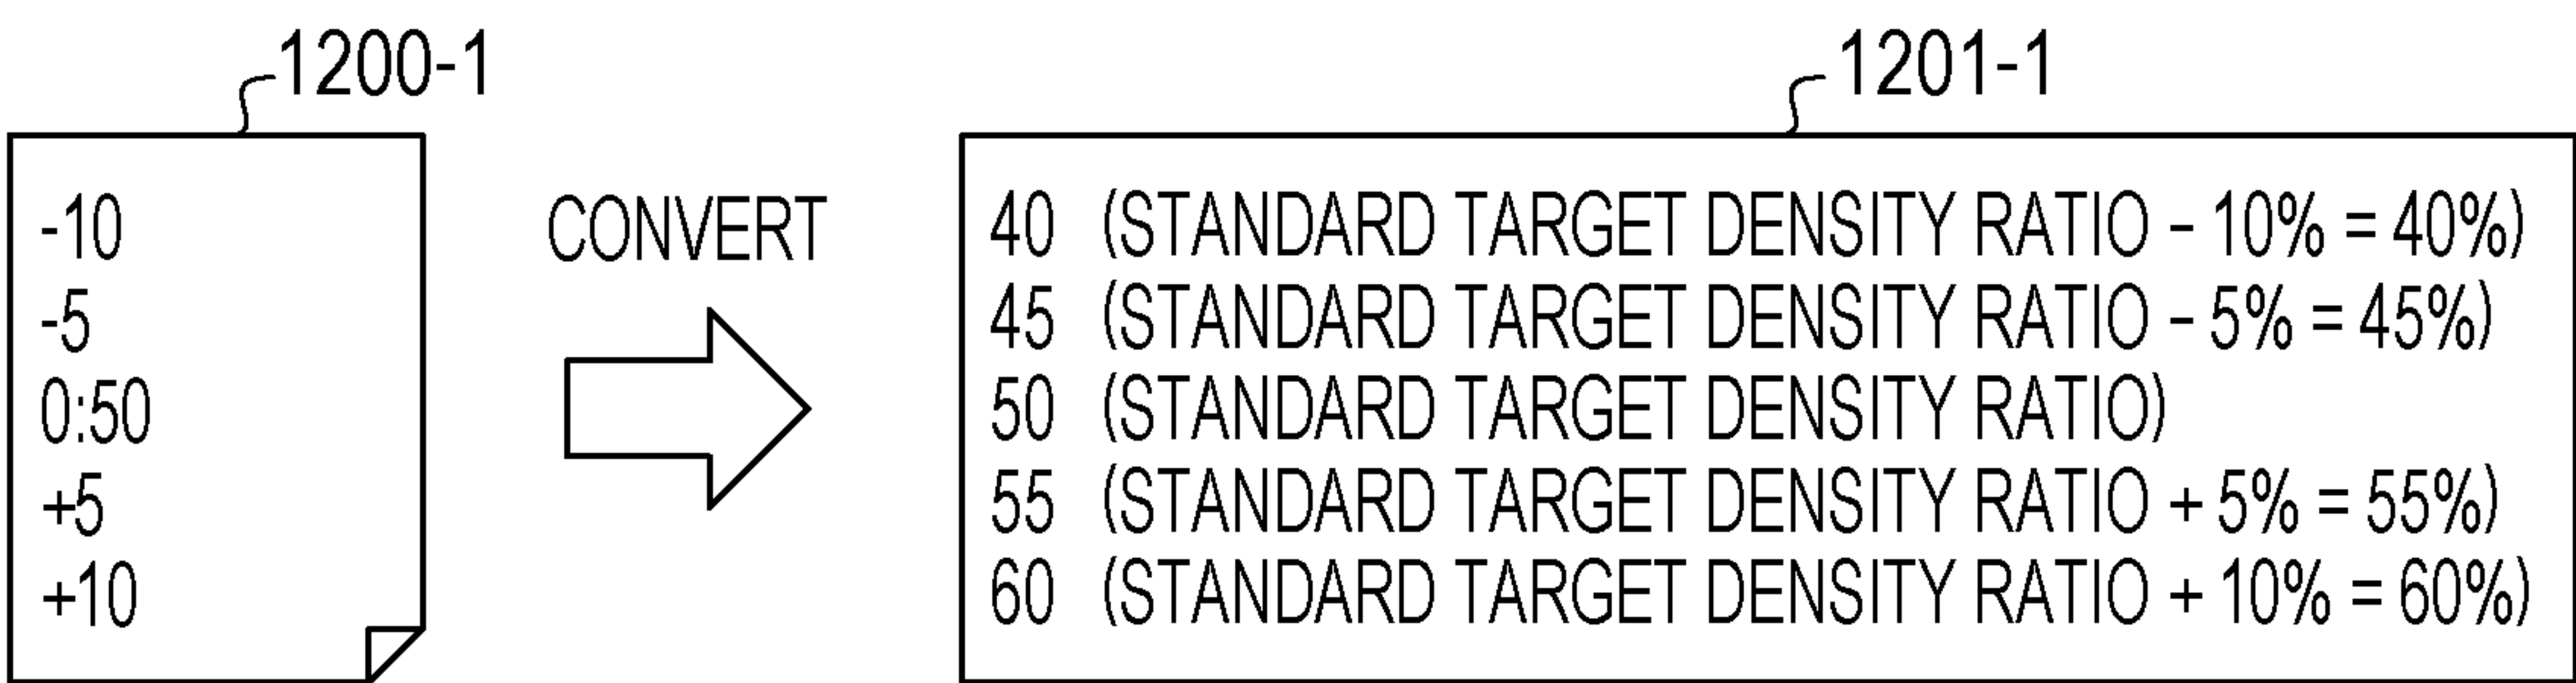 1200-1
-10
-5
0:50
+5
+10
CONVERT
1201-1
40 (STANDARD TARGET DENSITY RATIO - 10% = 40%)
45 (STANDARD TARGET DENSITY RATIO - 5% = 45%)
50 (STANDARD TARGET DENSITY RATIO)
55 (STANDARD TARGET DENSITY RATIO + 5% = 55%)
60 (STANDARD TARGET DENSITY RATIO + 10% = 60%)